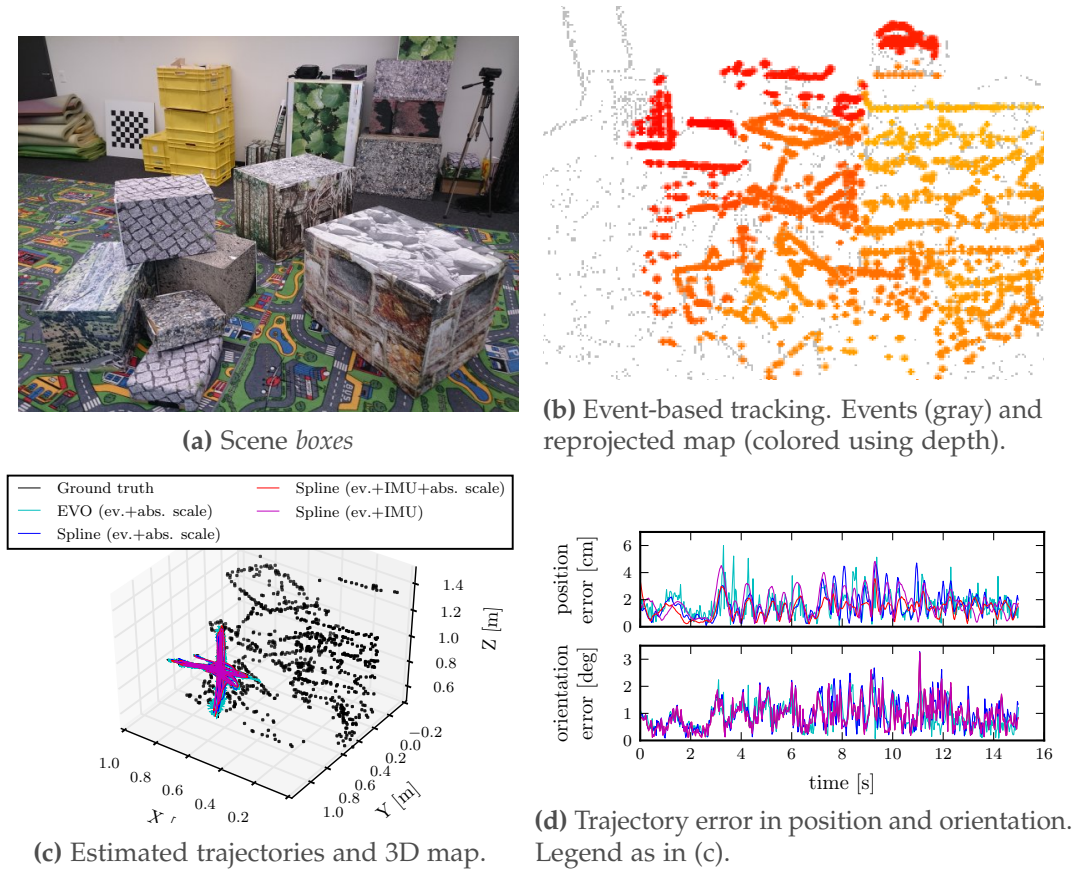 (a) Scene boxes
(b) Event-based tracking. Events (gray) and
reprojected map (colored using depth).
Ground truth
EVO (ev.+abs. scale)
Spline (ev.+abs. scale)
Spline (ev.+IMU+abs. scale)
Spline (ev.+IMU)
1.4
1.2
1.0
0.8
0.6
Z [m]
−0.2
0.0
0.2
0.4
0.6
0.8
1.0
Y [m]
1.0
0.8
0.6
0.4
0.2
X [
(c) Estimated trajectories and 3D map.
position
error [cm]
6
4
2
0
orientation
error [deg]
3
2
1
0
0 2 4 6 8 10 12 14 16
time [s]
(d) Trajectory error in position and orientation.
Legend as in (c).